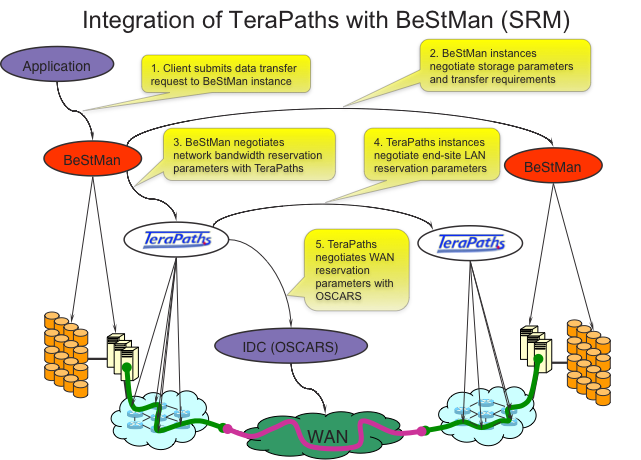 Integration of TeraPaths with BeStMan (SRM)
Application
1. Client submits data transfer
request to BeStMan instance
2. BeStMan instances
negotiate storage parameters
and transfer requirements
BeStMan
3. BeStMan negotiates
network bandwidth reservation
parameters with TeraPaths
4. TeraPaths instances
negotiate end-site LAN
reservation parameters
BeStMan
TeraPaths
5. TeraPaths
negotiates WAN
reservation
parameters with
OSCARS
TeraPaths
IDC (OSCARS)
WAN